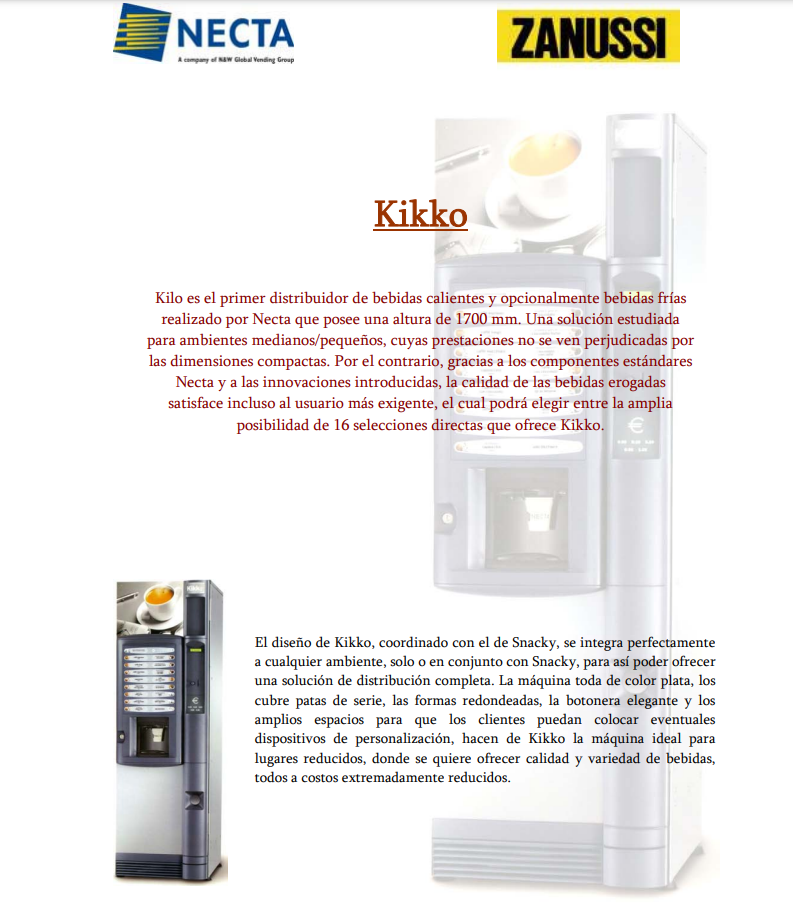 NECTA
A company of N&W Global Vending Group
ZANUSSI
Kikko
Kilo es el primer distribuidor de bebidas calientes y opcionalmente bebidas frías
realizado por Necta que posee una altura de 1700 mm. Una solución estudiada
para ambientes medianos/pequeños, cuyas prestaciones no se ven perjudicadas por
las dimensiones compactas. Por el contrario, gracias a los componentes estándares
Necta y a las innovaciones introducidas, la calidad de las bebidas erogadas
satisface incluso al usuario más exigente, el cual podrá elegir entre la amplia
posibilidad de 16 selecciones directas que ofrece Kikko.
€
NECTA
Kikko
€
El diseño de Kikko, coordinado con el de Snacky, se integra perfectamente
a cualquier ambiente, solo o en conjunto con Snacky, para así poder ofrecer
una solución de distribución completa. La máquina toda de color plata, los
cubre patas de serie, las formas redondeadas, la botonera elegante y los
amplios espacios para que los clientes puedan colocar eventuales
dispositivos de personalización, hacen de Kikko la máquina ideal para
lugares reducidos, donde se quiere ofrecer calidad y variedad de bebidas,
todos a costos extremadamente reducidos.